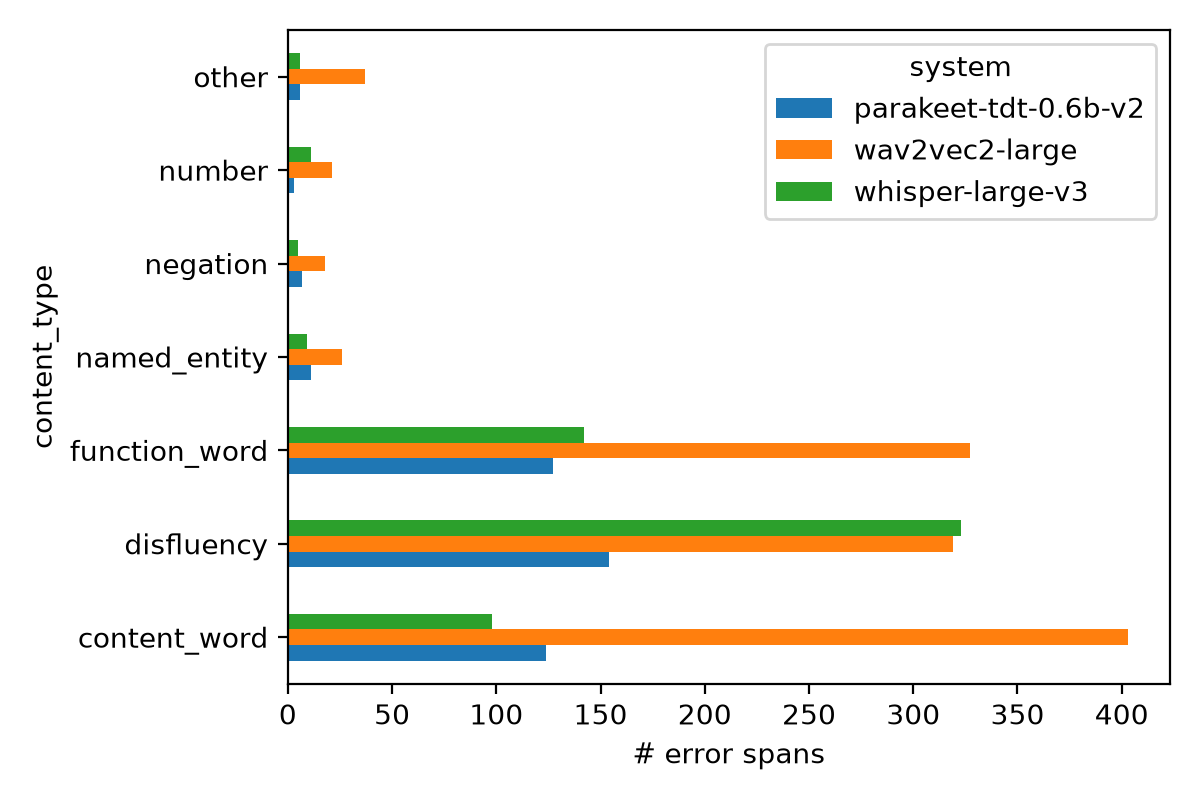 system
parakeet-tdt-0.6b-v2
wav2vec2-large
whisper-large-v3
content_type
other
number
negation
named_entity
function_word
disfluency
content_word
0 50 100 150 200 250 300 350 400
# error spans